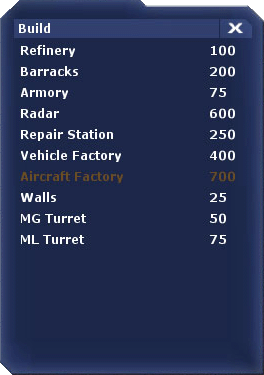 Build X
Refinery 100
Barracks 200
Armory 75
Radar 600
Repair Station 250
Vehicle Factory 400
Aircraft Factory 700
Walls 25
MG Turret 50
ML Turret 75